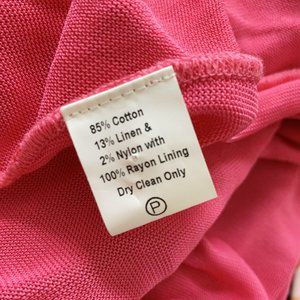 85% Cotton
13% Linen &
2% Nylon with
100% Rayon Lining
Dry Clean Only
P